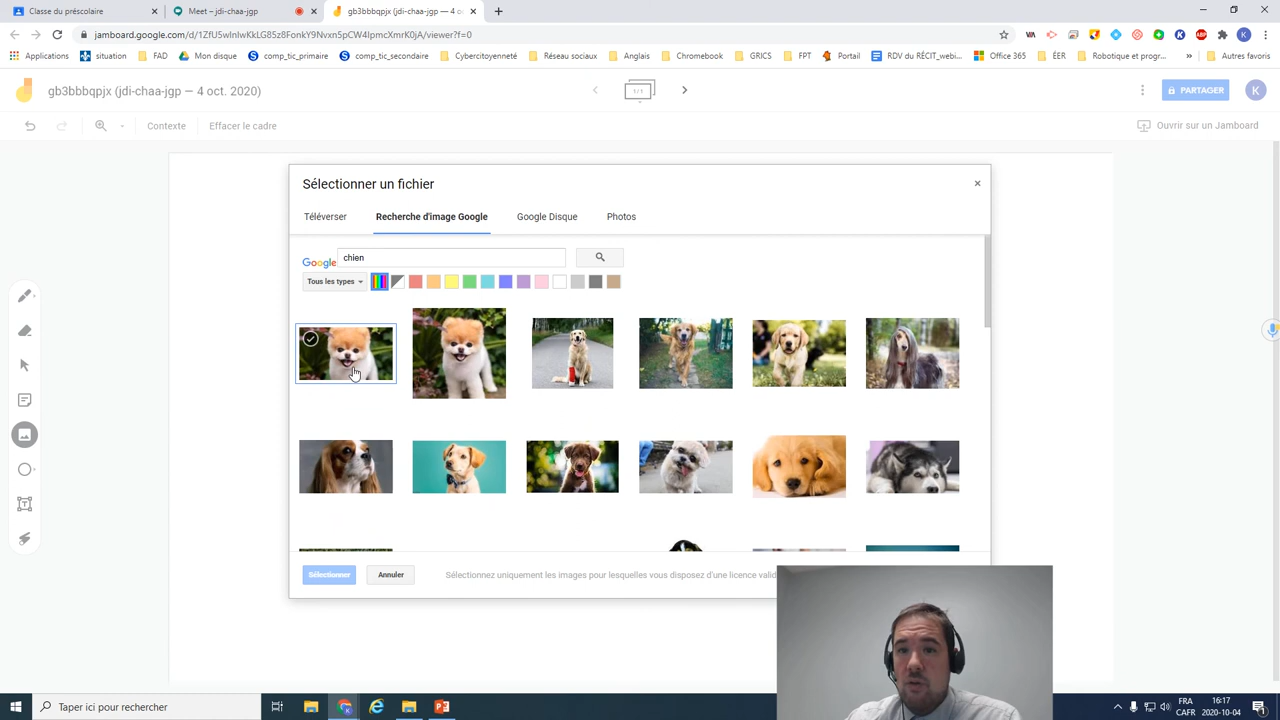 Classe du préscolaire
Meet – jdi-chaa-jgp
gb3bbbqpjx (jdi-chaa-jgp — 4 o
jamboard.google.com/d/1ZfU5wInIwKkLG85z8FonkY9Nvxn5pCW4IpmcXmrK0jA/viewer?f=0
Applications situation FAD Mon disque comp_tic_primaire comp_tic_secondaire Cybercitoyenneté Réseau sociaux Anglais Chromebook GRICS FPT Portail RDV du RÉCIT_webi... Office 365 ÉER Robotique et progr... » Autres favoris
gb3bbbqpjx (jdi-chaa-jgp — 4 oct. 2020)
1/1
PARTAGER
K
Contexte Effacer le cadre
Ouvrir sur un Jamboard
Sélectionner un fichier
Téléverser Recherche d'image Google Google Disque Photos
Google chien
Tous les types
Sélectionner Annuler Sélectionnez uniquement les images pour lesquelles vous disposez d'une licence valid
Taper ici pour rechercher
FRA 16:17
CAFR 2020-10-04